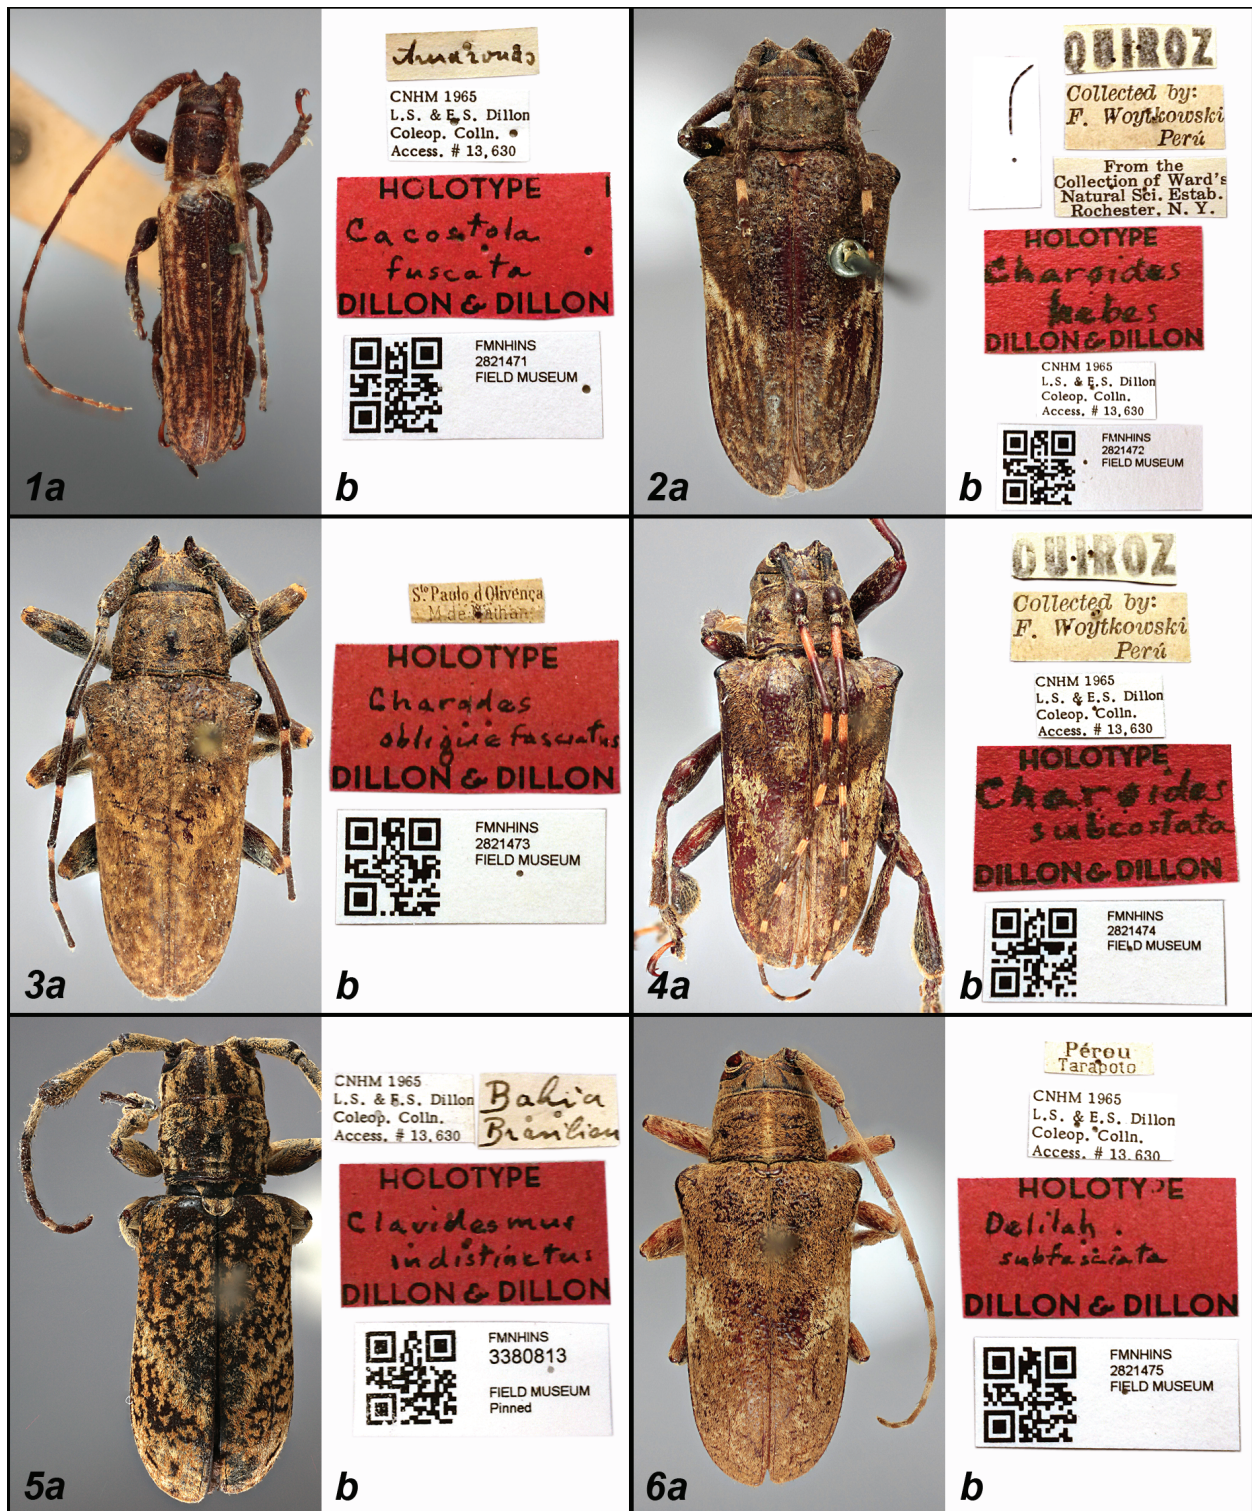 Amazonas
CNHM 1965
L.S. & E.S. Dillon
Coleop. Colln.
Access. # 13,630
HOLOTYPE
Cacostola
fuscata
DILLON & DILLON
FMNHINS
2821471
FIELD MUSEUM
1a
b
QUIROZ
Collected by:
F. Woytkowski
Perú
From the
Collection of Ward's
Natural Sci. Estab.
Rochester, N. Y.
HOLOTYPE
Charoides
hebes
DILLON & DILLON
CNHM 1965
L.S. & E.S. Dillon
Coleop. Colln.
Access. # 13,630
FMNHINS
2821472
FIELD MUSEUM
2a
b
Sto Paulo d Olivença
M. de Mathan
HOLOTYPE
Charoides
obliquefasciatus
DILLON & DILLON
FMNHINS
2821473
FIELD MUSEUM
3a
b
QUIROZ
Collected by:
F. Woytkowski
Perú
CNHM 1965
L.S. & E.S. Dillon
Coleop. Colln.
Access. # 13,630
HOLOTYPE
Charoides
subcostata
DILLON & DILLON
FMNHINS
2821474
FIELD MUSEUM
4a
b
CNHM 1965
L.S. & E.S. Dillon
Coleop. Colln.
Access. # 13,630
Bahia
Brasilien
HOLOTYPE
Clavidesmus
indistinctus
DILLON & DILLON
FMNHINS
3380813
FIELD MUSEUM
Pinned
5a
b
Pérou
Tarapoto
CNHM 1965
L.S. & E.S. Dillon
Coleop. Colln.
Access. # 13,630
HOLOTYPE
Delilah.
subfasciata
DILLON & DILLON
FMNHINS
2821475
FIELD MUSEUM
6a
b